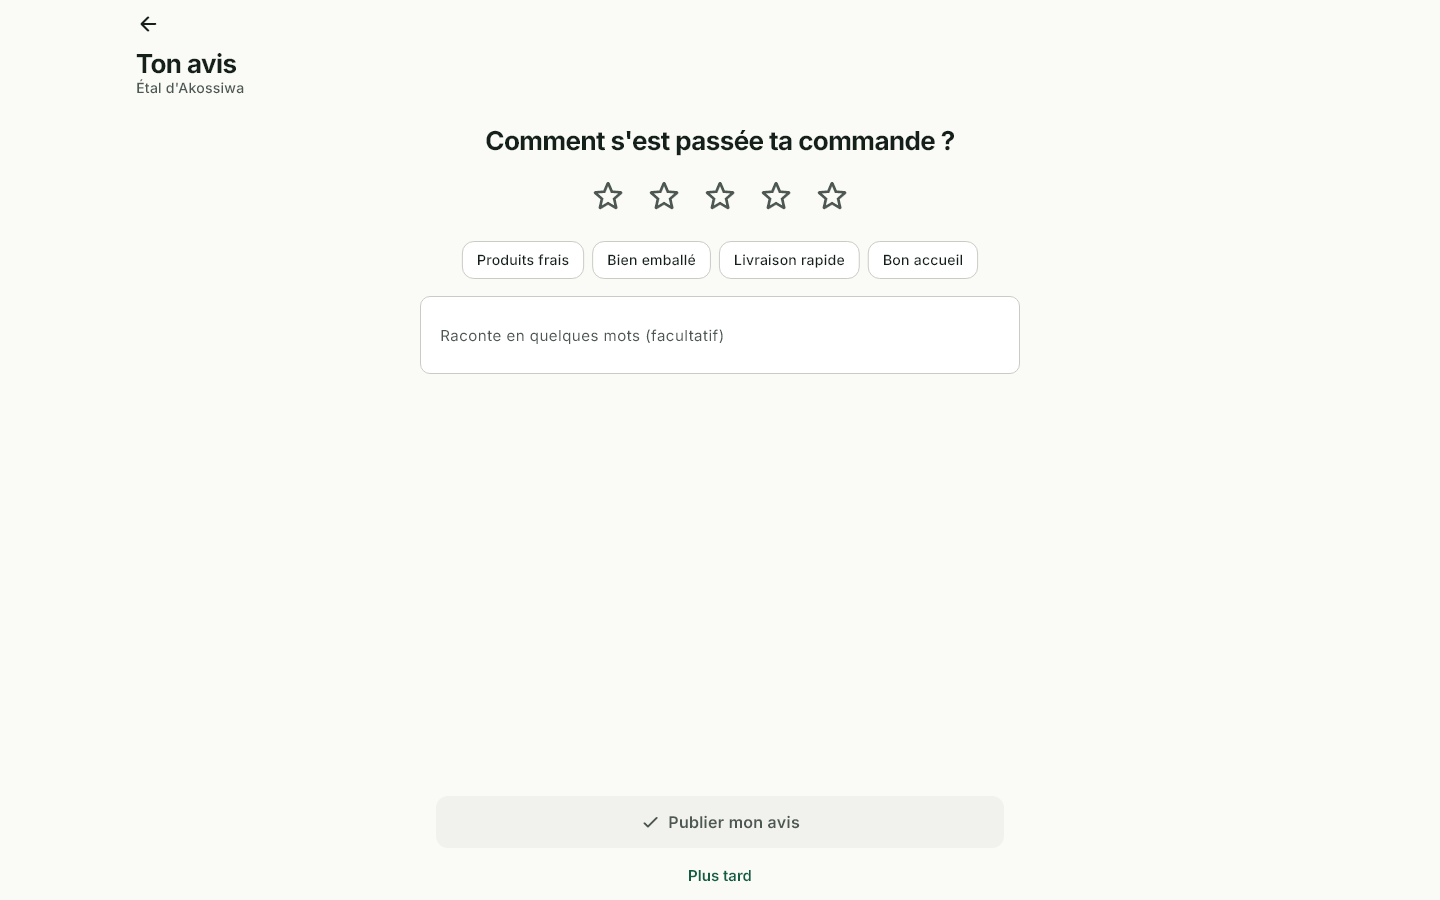 Ton avis
Étal d'Akossiwa
Comment s'est passée ta commande ?
Produits frais
Bien emballé
Livraison rapide
Bon accueil
Raconte en quelques mots (facultatif)
Publier mon avis
Plus tard